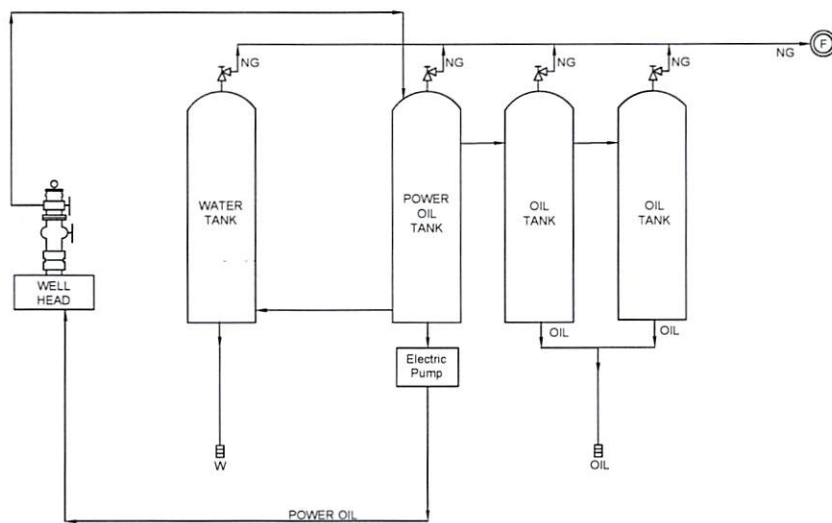 NG
NG
NG
NG
NG
F
WATER
TANK
POWER
OIL
TANK
OIL
TANK
OIL
TANK
WELL
HEAD
OIL
OIL
Electric
Pump
W
OIL
POWER OIL